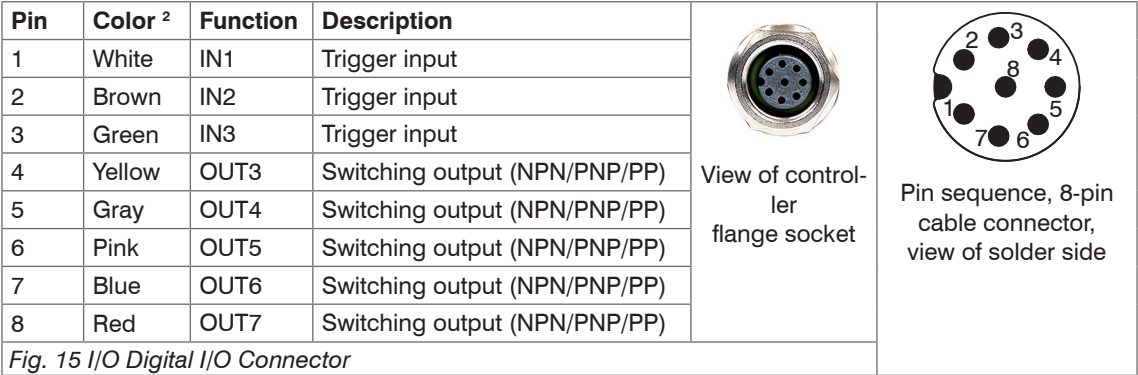 Pin Color ² Function Description
1 White IN1 Trigger input
2 Brown IN2 Trigger input
3 Green IN3 Trigger input
4 Yellow OUT3 Switching output (NPN/PNP/PP)
5 Gray OUT4 Switching output (NPN/PNP/PP)
6 Pink OUT5 Switching output (NPN/PNP/PP)
7 Blue OUT6 Switching output (NPN/PNP/PP)
8 Red OUT7 Switching output (NPN/PNP/PP)
View of control-
ler
flange socket
2 3
4
8
1 5
7 6
Pin sequence, 8-pin
cable connector,
view of solder side
Fig. 15 I/O Digital I/O Connector